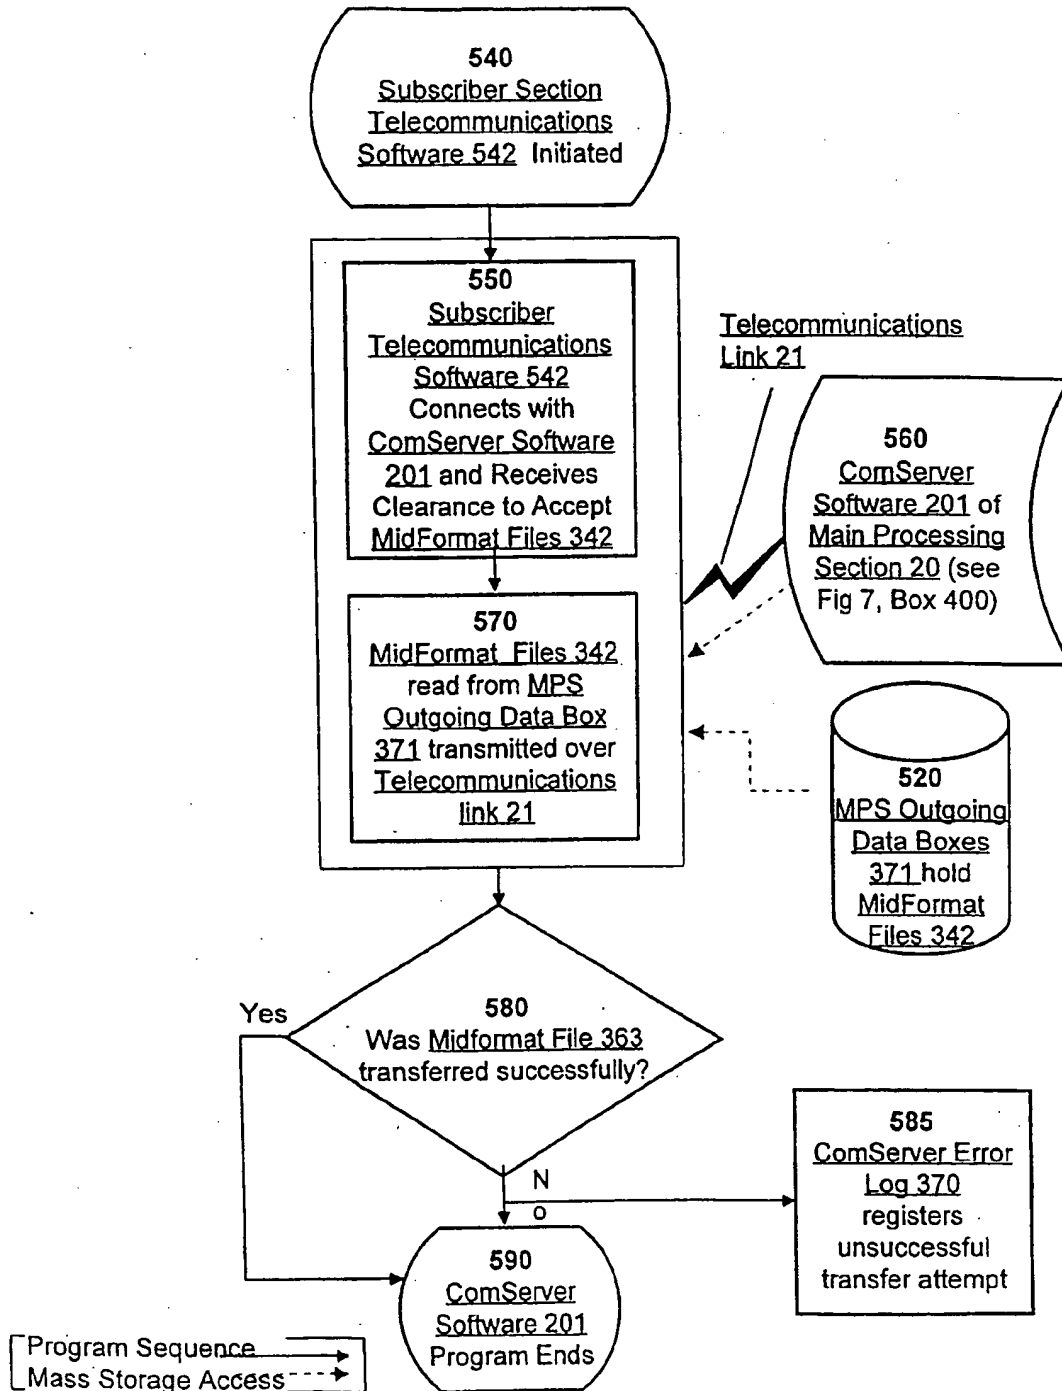 540
Subscriber Section
Telecommunications
Software 542 Initiated
550
Subscriber
Telecommunications
Software 542
Connects with
ComServer Software
201 and Receives
Clearance to Accept
MidFormat Files 342
Telecommunications
Link 21
560
ComServer
Software 201 of
Main Processing
Section 20 (see
Fig 7, Box 400)
570
MidFormat Files 342
read from MPS
Outgoing Data Box
371 transmitted over
Telecommunications
link 21
520
MPS Outgoing
Data Boxes
371 hold
MidFormat
Files 342
Yes
580
Was Midformat File 363
transferred successfully?
N
o
585
ComServer Error
Log 370
registers
unsuccessful
transfer attempt
590
ComServer
Software 201
Program Ends
Program Sequence
Mass Storage Access